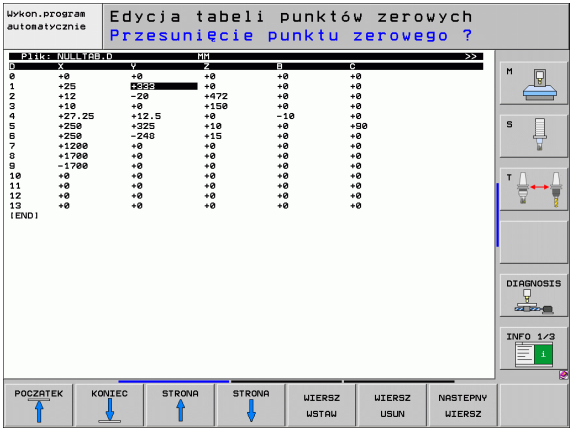 Wykon.program
automatycznie
Edycja tabeli punktów zerowych
Przesunięcie punktu zerowego ?
Plik: NULLTAB.D MM >>
D X Y Z B C
0 +0 +0 +0 +0 +0
1 +25 +333 +0 +0 +0
2 +12 -20 +472 +0 +0
3 +10 +0 +150 +0 +0
4 +27.25 +12.5 +0 -10 +0
5 +250 +325 +10 +0 +90
6 +250 -248 +15 +0 +0
7 +1200 +0 +0 +0 +0
8 +1700 +0 +0 +0 +0
9 -1700 +0 +0 +0 +0
10 +0 +0 +0 +0 +0
11 +0 +0 +0 +0 +0
12 +0 +0 +0 +0 +0
13 +0 +0 +0 +0 +0
[END]
M
S
T
DIAGNOSIS
INFO 1/3
i
POCZATEK
KONIEC
STRONA
STRONA
WIERSZ
WSTAW
WIERSZ
USUN
NASTEPNY
WIERSZ